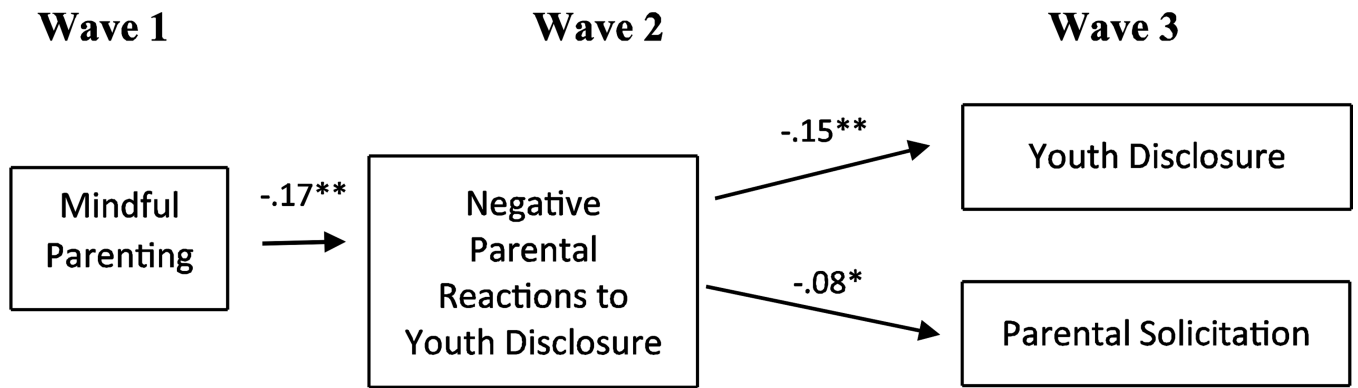 Wave 1
Wave 2
Wave 3
Mindful
Parenting
-.17**
Negative
Parental
Reactions to
Youth Disclosure
-.15**
Youth Disclosure
-.08*
Parental Solicitation